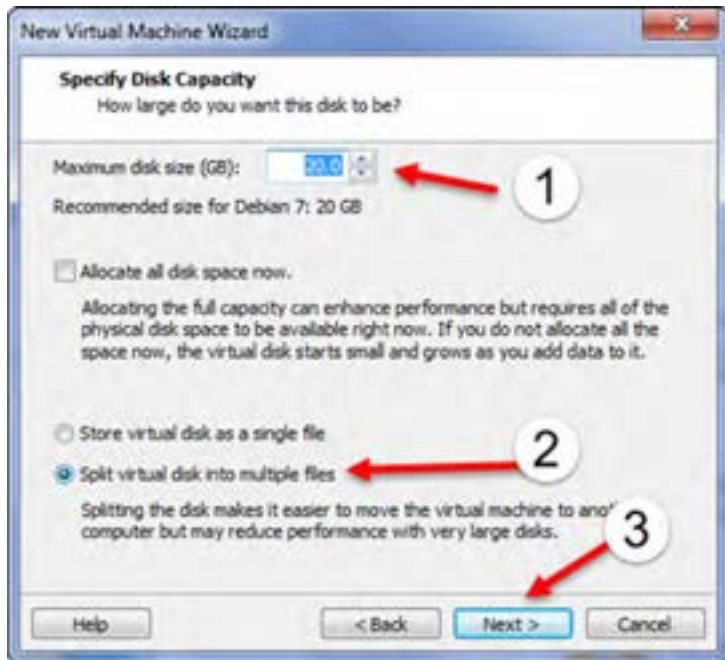 New Virtual Machine Wizard
Specify Disk Capacity
How large do you want this disk to be?
Maximum disk size (GB): 20.0
1
Recommended size for Debian 7: 20 GB
Allocate all disk space now.
Allocating the full capacity can enhance performance but requires all of the
physical disk space to be available right now. If you do not allocate all the
space now, the virtual disk starts small and grows as you add data to it.
Store virtual disk as a single file
2
Split virtual disk into multiple files
Splitting the disk makes it easier to move the virtual machine to
computer but may reduce performance with very large disks.
3
Help
< Back
Next >
Cancel